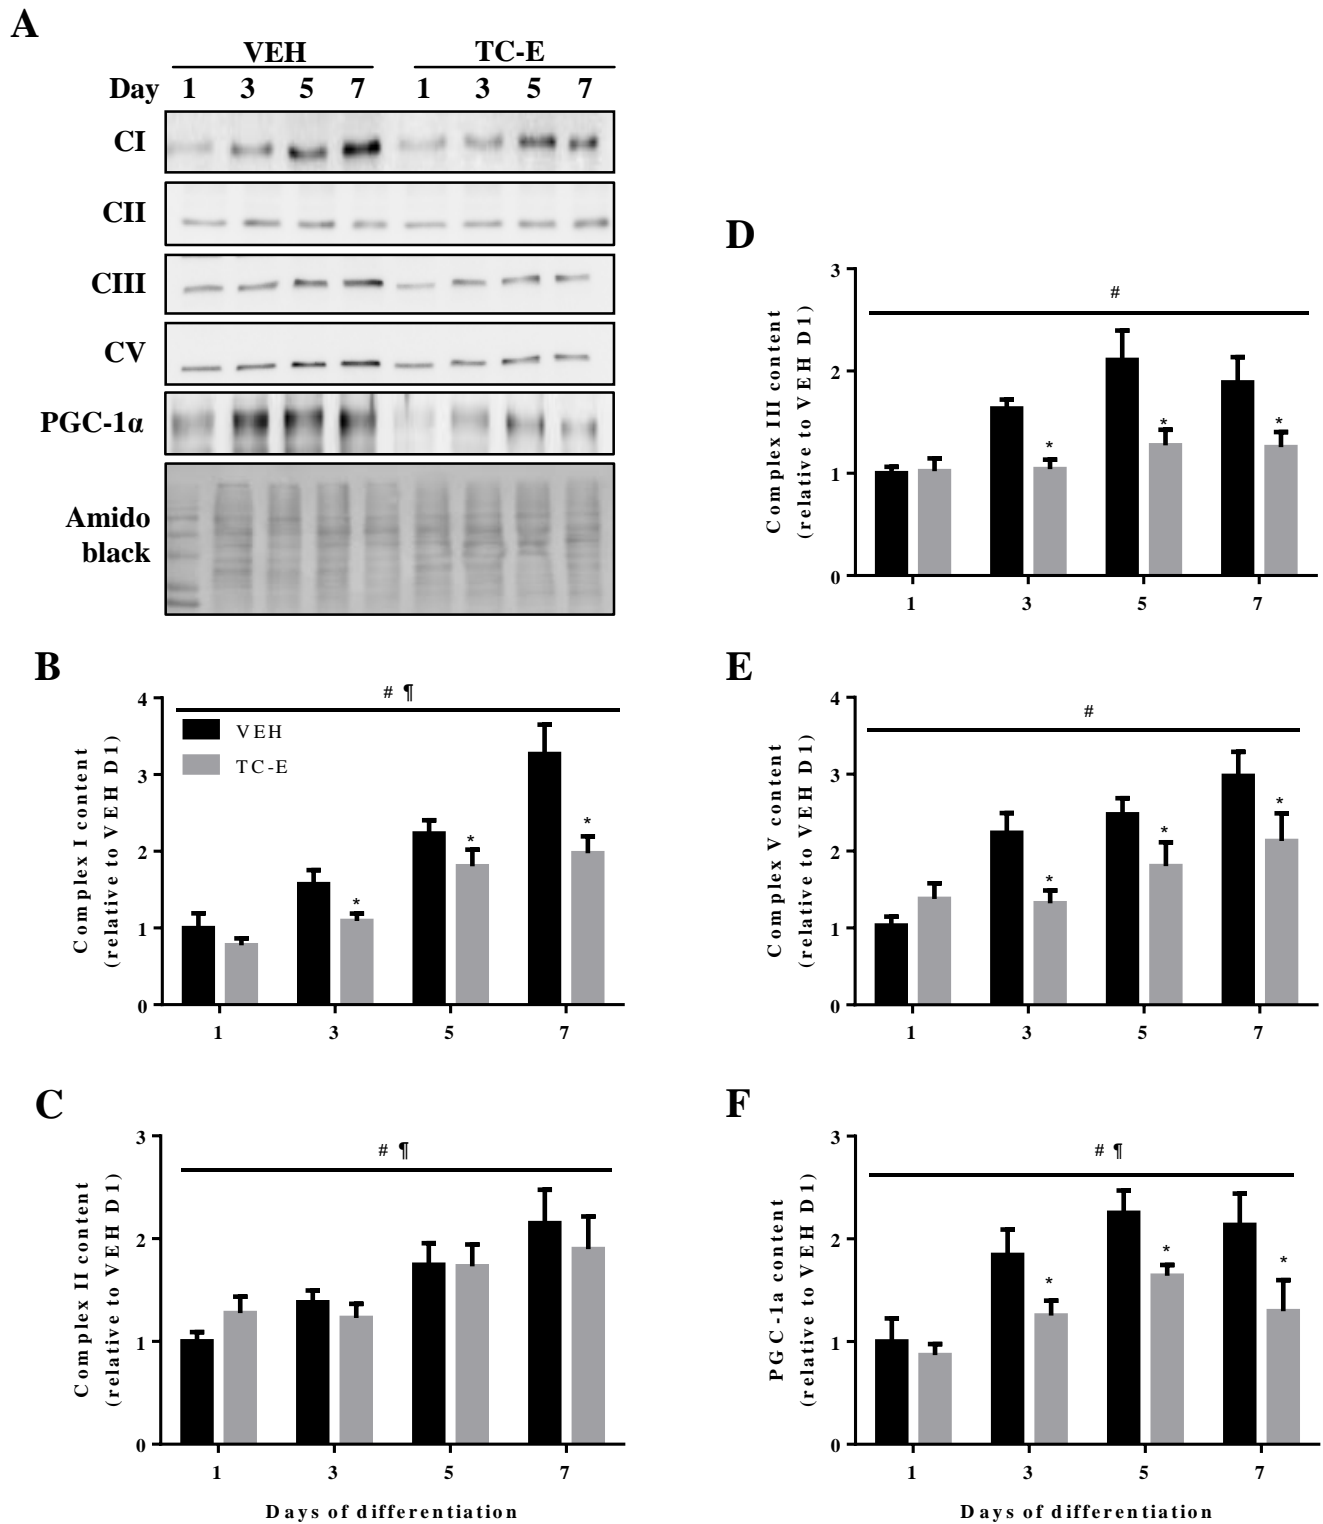 A
VEH TC-E
Day 1 3 5 7 1 3 5 7
CI
CII
CIII
CV
PGC-1α
Amido
black
B
Complex I content
(relative to VEH D1)
# ¶
4
3
2
1
0
VEH
TC-E
*
*
*
1 3 5 7
C
Complex II content
(relative to VEH D1)
# ¶
3
2
1
0
1 3 5 7
Days of differentiation
D
Complex III content
(relative to VEH D1)
#
3
2
1
0
*
*
*
1 3 5 7
E
Complex V content
(relative to VEH D1)
#
4
3
2
1
0
*
*
*
1 3 5 7
F
PGC-1a content
(relative to VEH D1)
# ¶
3
2
1
0
*
*
*
1 3 5 7
Days of differentiation